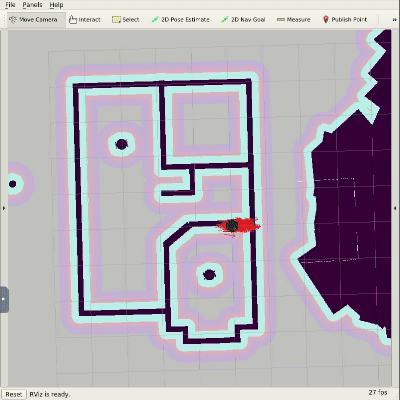 File Panels Help
Move Camera Interact Select 2D Pose Estimate 2D Nav Goal Measure Publish Point »
Reset RViz is ready. 27 fps